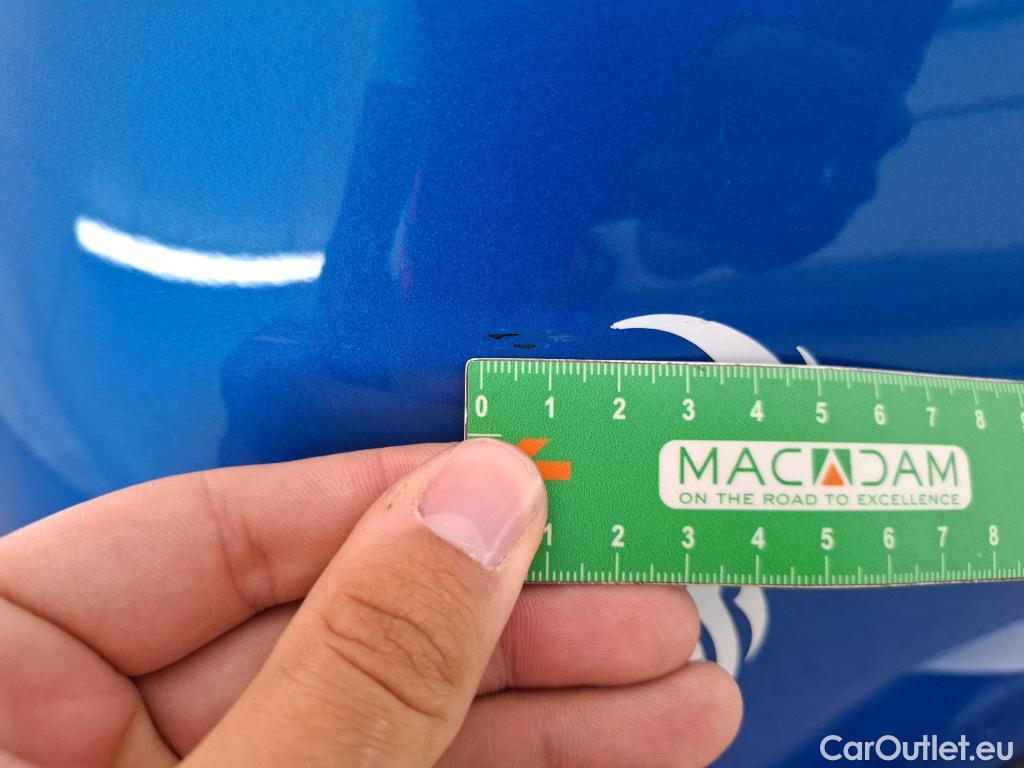 0 1 2 3 4 5 6 7 8 9
MACADAM
ON THE ROAD TO EXCELLENCE
1 2 3 4 5 6 7 8
CarOutlet.eu